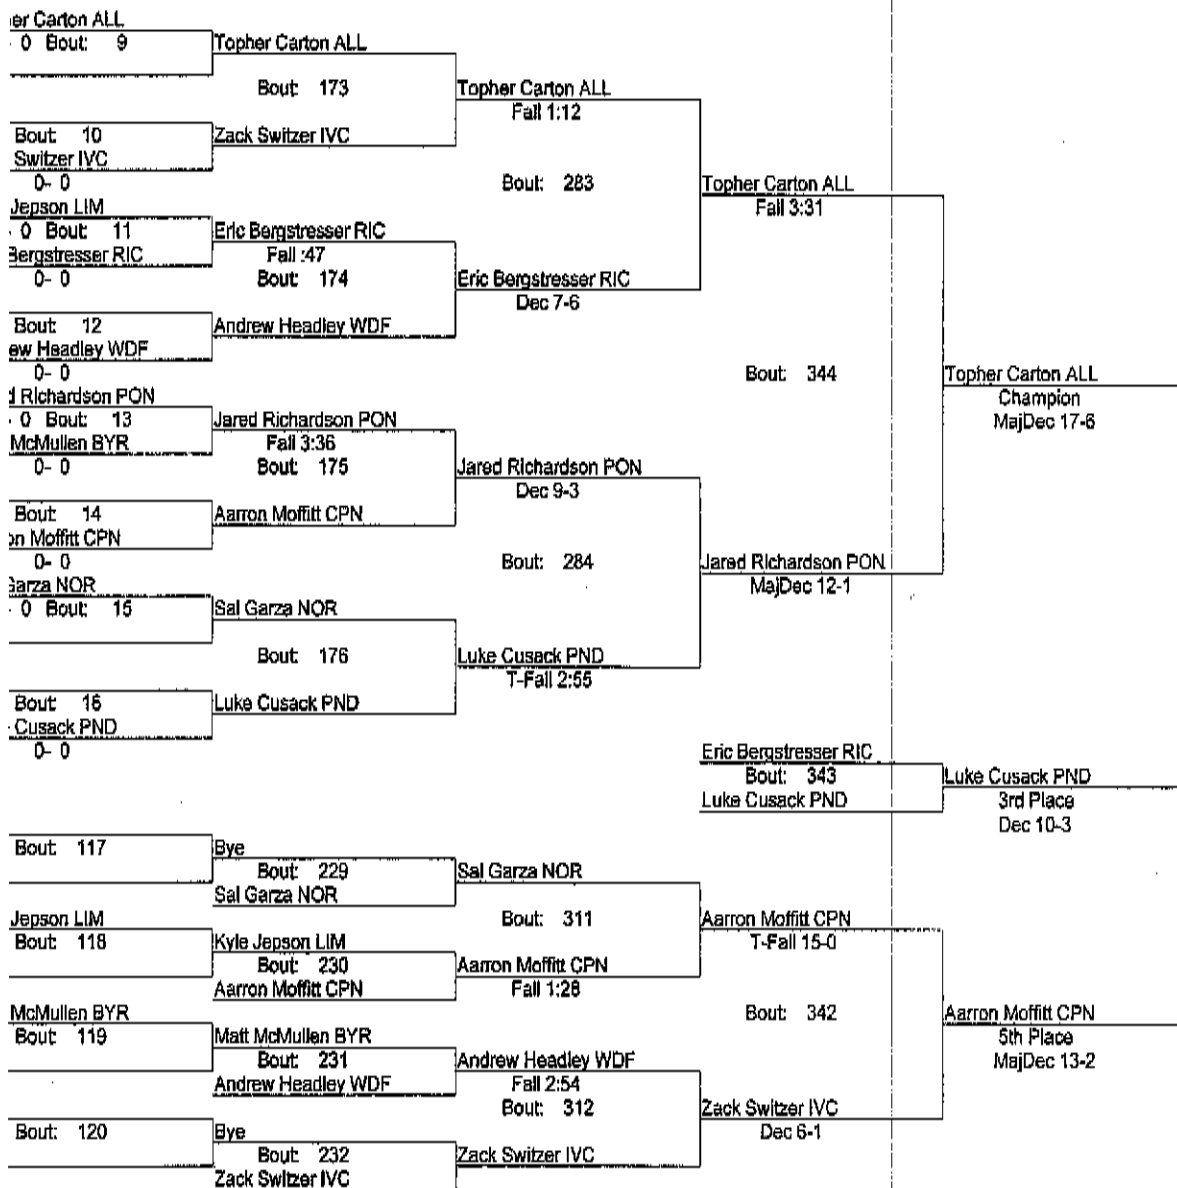 er Carton ALL
- 0 Bout: 9
Topher Carton ALL
Bout: 173
Topher Carton ALL
Fall 1:12
Bout: 10
Zack Switzer IVC
Switzer IVC
0- 0
Bout: 283
Topher Carton ALL
Fall 3:31
Jepson LIM
- 0 Bout: 11
Eric Bergstresser RIC
Bergstresser RIC
Fall :47
0- 0
Bout: 174
Eric Bergstresser RIC
Dec 7-6
Bout: 12
Andrew Headley WDF
ew Headley WDF
0- 0
Bout: 344
Topher Carton ALL
Champion
MajDec 17-6
d Richardson PON
- 0 Bout: 13
Jared Richardson PON
McMullen BYR
Fall 3:36
0- 0
Bout: 175
Jared Richardson PON
Dec 9-3
Bout: 14
Aarron Moffitt CPN
on Moffitt CPN
0- 0
Bout: 284
Jared Richardson PON
MajDec 12-1
Garza NOR
- 0 Bout: 15
Sal Garza NOR
Bout: 176
Luke Cusack PND
T-Fall 2:55
Bout: 16
Luke Cusack PND
Cusack PND
0- 0
Eric Bergstresser RIC
Bout: 343
Luke Cusack PND
Luke Cusack PND
3rd Place
Dec 10-3
Bout: 117
Bye
Bout: 229
Sal Garza NOR
Sal Garza NOR
Bout: 311
Aarron Moffitt CPN
T-Fall 15-0
Jepson LIM
Bout: 118
Kyle Jepson LIM
Bout: 230
Aarron Moffitt CPN
Aarron Moffitt CPN
Fall 1:28
Bout: 342
Aarron Moffitt CPN
5th Place
MajDec 13-2
McMullen BYR
Bout: 119
Matt McMullen BYR
Bout: 231
Andrew Headley WDF
Andrew Headley WDF
Fall 2:54
Bout: 312
Zack Switzer IVC
Dec 6-1
Bout: 120
Bye
Bout: 232
Zack Switzer IVC
Zack Switzer IVC